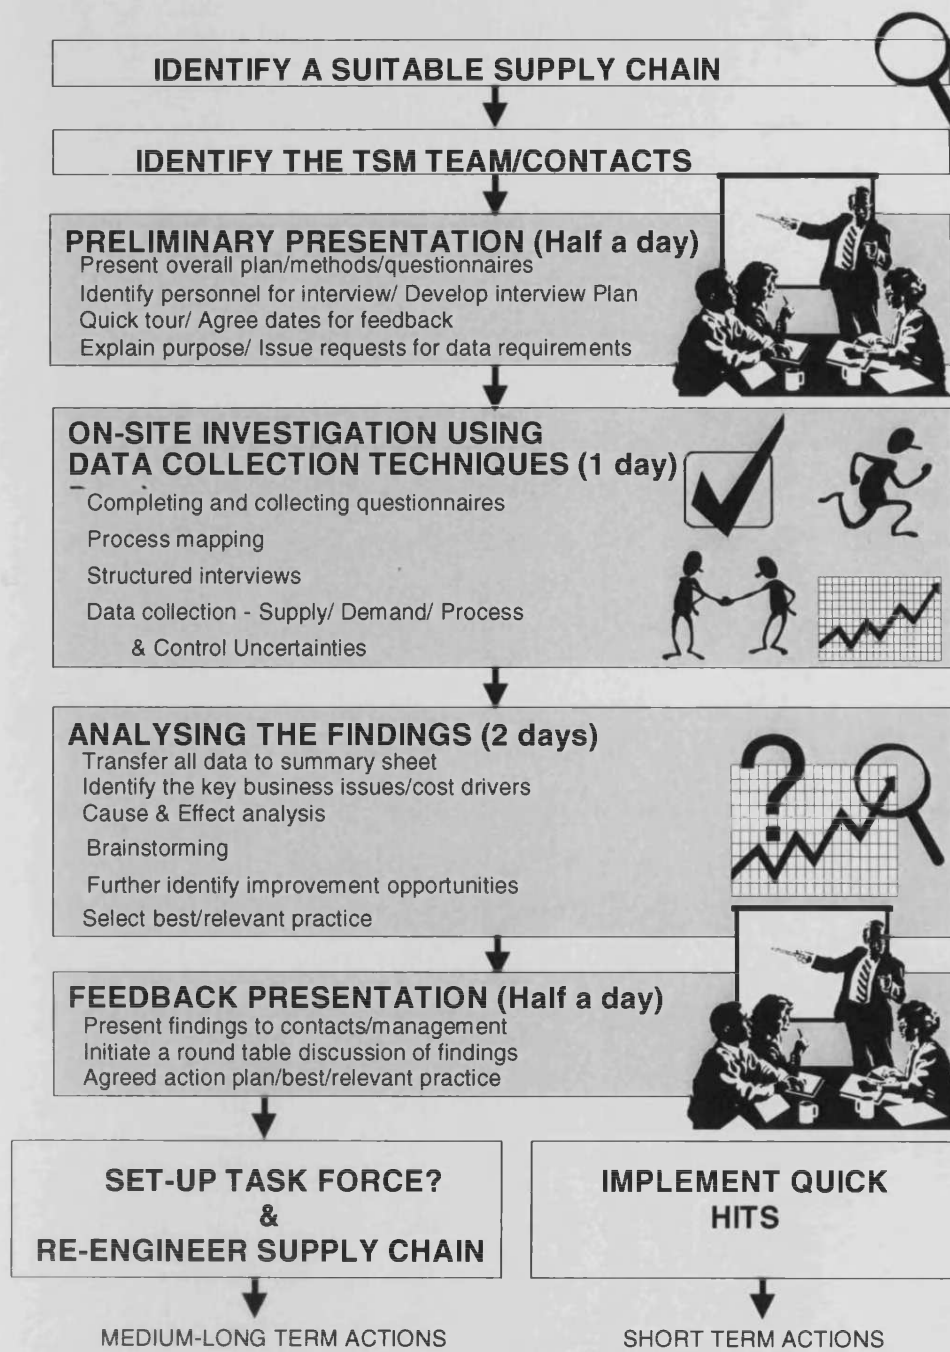 IDENTIFY A SUITABLE SUPPLY CHAIN
IDENTIFY THE TSM TEAM/CONTACTS
PRELIMINARY PRESENTATION (Half a day)
Present overall plan/methods/questionnaires
Identify personnel for interview/ Develop interview Plan
Quick tour/ Agree dates for feedback
Explain purpose/ Issue requests for data requirements
ON-SITE INVESTIGATION USING
DATA COLLECTION TECHNIQUES (1 day)
Completing and collecting questionnaires
Process mapping
Structured interviews
Data collection - Supply/ Demand/ Process
& Control Uncertainties
ANALYSING THE FINDINGS (2 days)
Transfer all data to summary sheet
Identify the key business issues/cost drivers
Cause & Effect analysis
Brainstorming
Further identify improvement opportunities
Select best/relevant practice
FEEDBACK PRESENTATION (Half a day)
Present findings to contacts/management
Initiate a round table discussion of findings
Agreed action plan/best/relevant practice
SET-UP TASK FORCE?
&
RE-ENGINEER SUPPLY CHAIN
IMPLEMENT QUICK
HITS
MEDIUM-LONG TERM ACTIONS
SHORT TERM ACTIONS